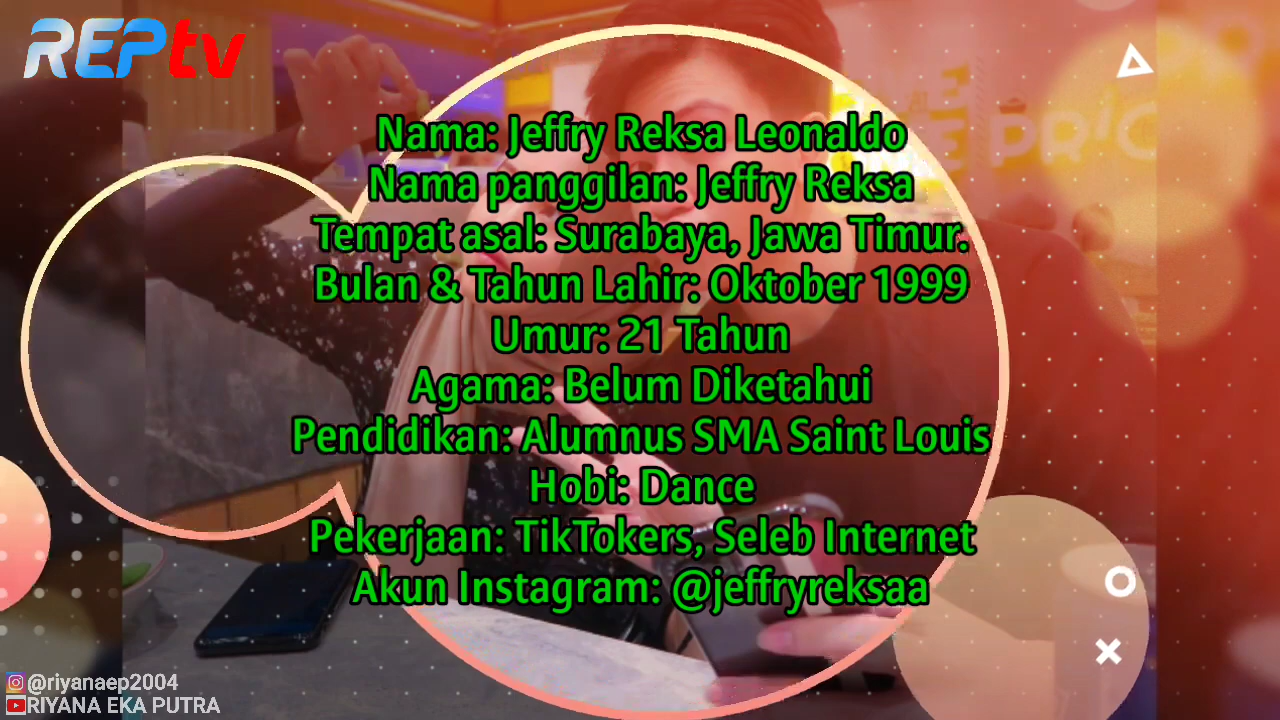 REPtv
Nama: Jeffry Reksa Leonaldo
Nama panggilan: Jeffry Reksa
Tempat asal: Surabaya, Jawa Timur.
Bulan & Tahun Lahir: Oktober 1999
Umur: 21 Tahun
Agama: Belum Diketahui
Pendidikan: Alumnus SMA Saint Louis
Hobi: Dance
Pekerjaan: TikTokers, Seleb Internet
Akun Instagram: @jeffryreksaa
@riyanaep2004
RIYANA EKA PUTRA